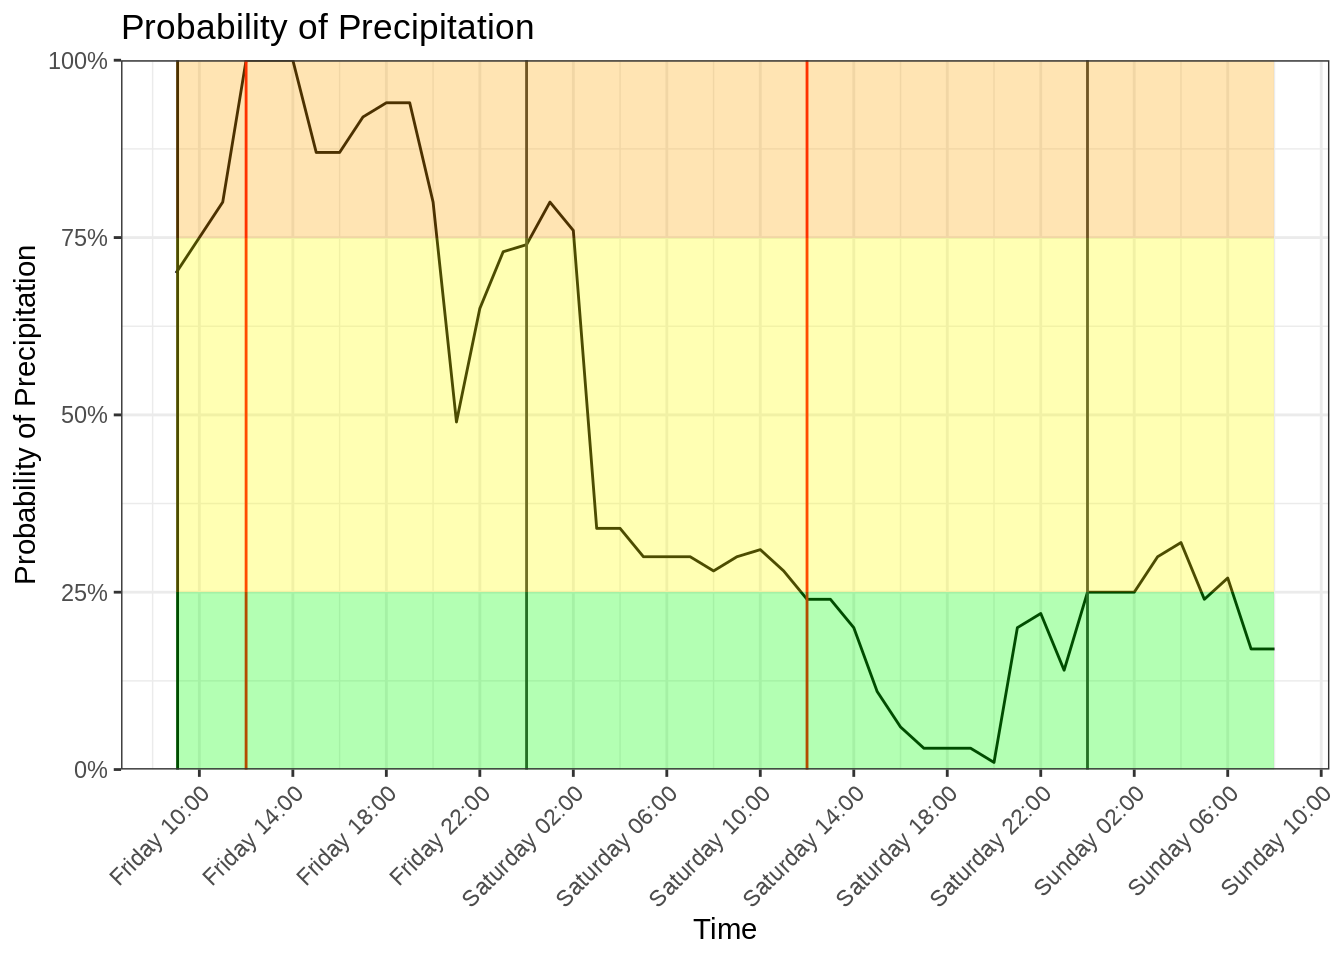 Probability of Precipitation
Probability of Precipitation
100%
75%
50%
25%
0%
Friday 10:00
Friday 14:00
Friday 18:00
Friday 22:00
Saturday 02:00
Saturday 06:00
Saturday 10:00
Saturday 14:00
Saturday 18:00
Saturday 22:00
Sunday 02:00
Sunday 06:00
Sunday 10:00
Time